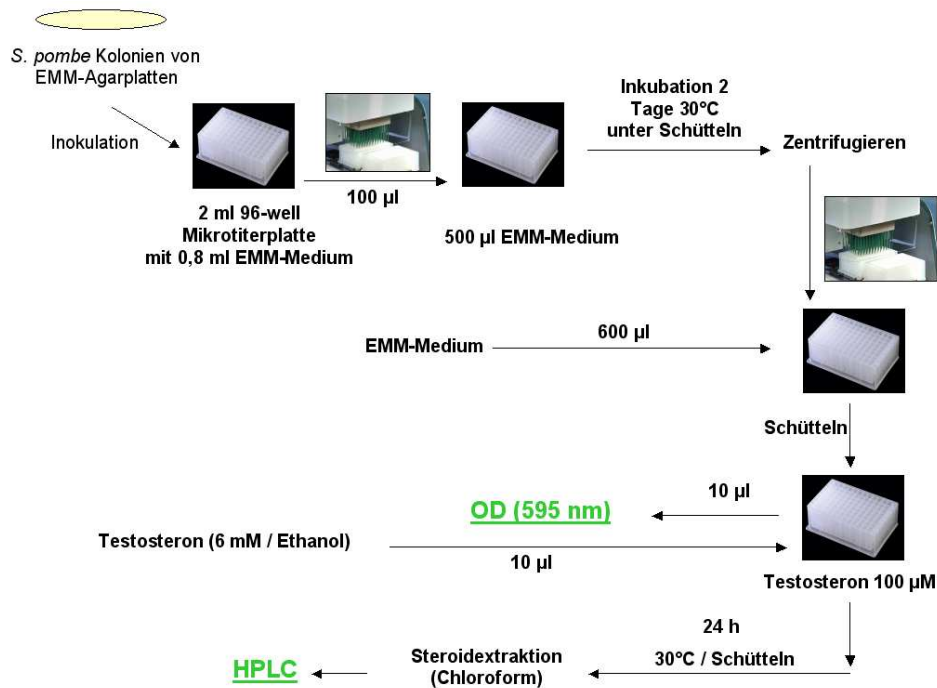 S. pombe Kolonien von
EMM-Agarplatten
Inokulation
2 ml 96-well
Mikrotiterplatte
mit 0,8 ml EMM-Medium
100 µl
500 µl EMM-Medium
Inkubation 2
Tage 30°C
unter Schütteln
Zentrifugieren
EMM-Medium
600 µl
Schütteln
10 µl
OD (595 nm)
Testosteron (6 mM / Ethanol)
10 µl
Testosteron 100 µM
24 h
30°C / Schütteln
Steroidextraktion
(Chloroform)
HPLC